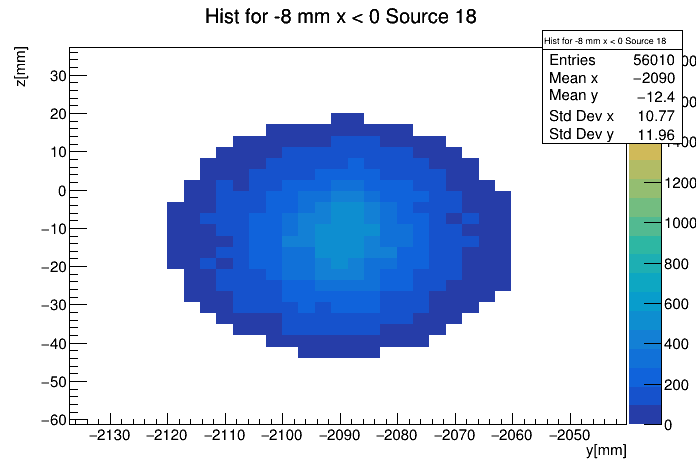 Hist for -8 mm x < 0 Source 18
Hist for -8 mm x < 0 Source 18
Entries 56010
Mean x −2090
Mean y −12.4
Std Dev x 10.77
Std Dev y 11.96
z[mm]
30
20
10
0
−10
−20
−30
−40
−50
−60
−2130 −2120 −2110 −2100 −2090 −2080 −2070 −2060 −2050
y[mm]
1200
1000
800
600
400
200
0